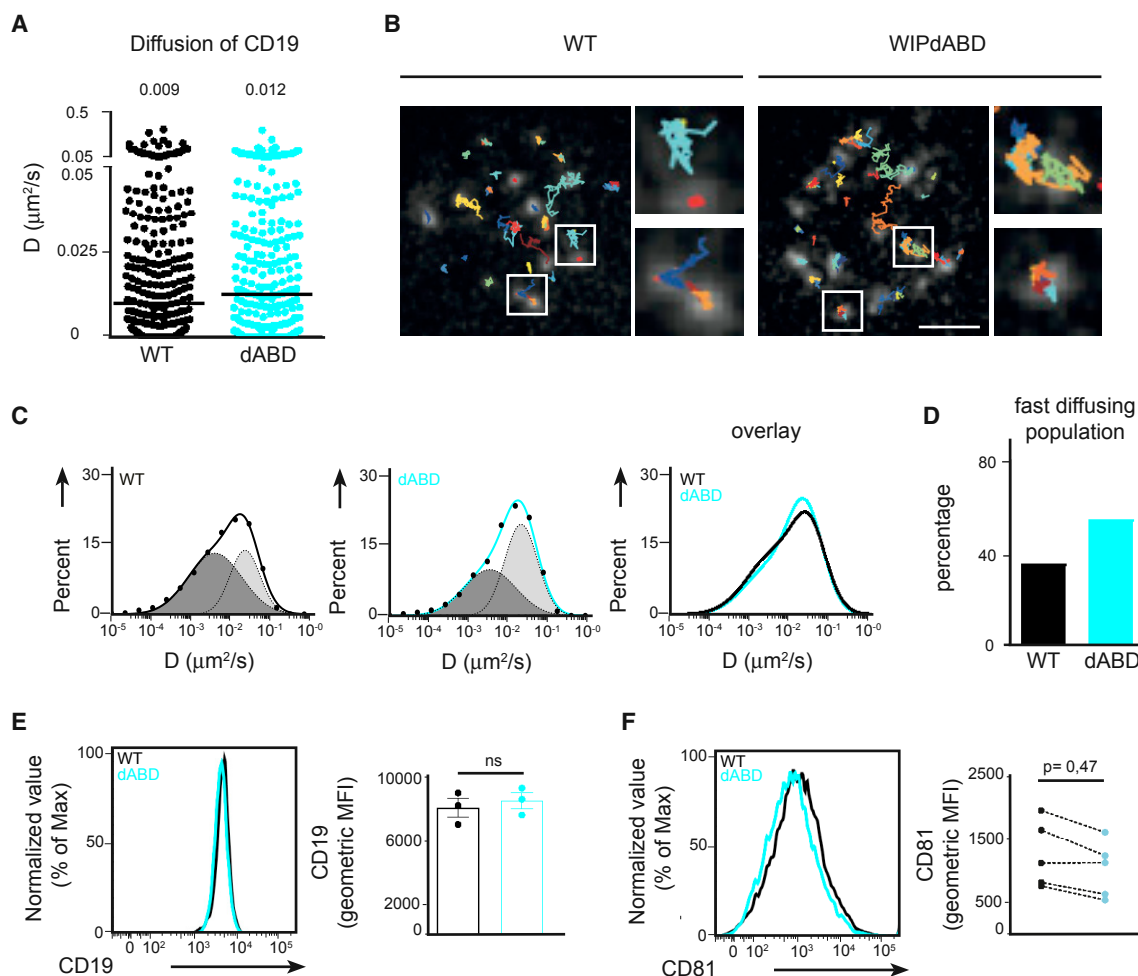 A
Diffusion of CD19
0.009 0.012
0.5
0.05
0.05
0.025
0
D (μm²/s)
WT dABD
B
WT WIPdABD
C
30
15
0
Percent
WT
10⁻⁵ 10⁻⁴ 10⁻³ 10⁻² 10⁻¹ 10⁻⁰
D (μm²/s)
30
15
0
Percent
dABD
10⁻⁵ 10⁻⁴ 10⁻³ 10⁻² 10⁻¹ 10⁻⁰
D (μm²/s)
overlay
30
15
0
Percent
WT
dABD
10⁻⁵ 10⁻⁴ 10⁻³ 10⁻² 10⁻¹ 10⁻⁰
D (μm²/s)
D
fast diffusing
population
80
40
0
percentage
WT dABD
E
Normalized value
(% of Max)
100
50
0
WT
dABD
0 10² 10³ 10⁴ 10⁵
CD19
CD19
(geometric MFI)
10000
6000
2000
0
ns
F
Normalized value
(% of Max)
100
50
0
WT
dABD
0 10² 10³ 10⁴ 10⁵
CD81
CD81
(geometric MFI)
2500
1500
500
0
p= 0,47